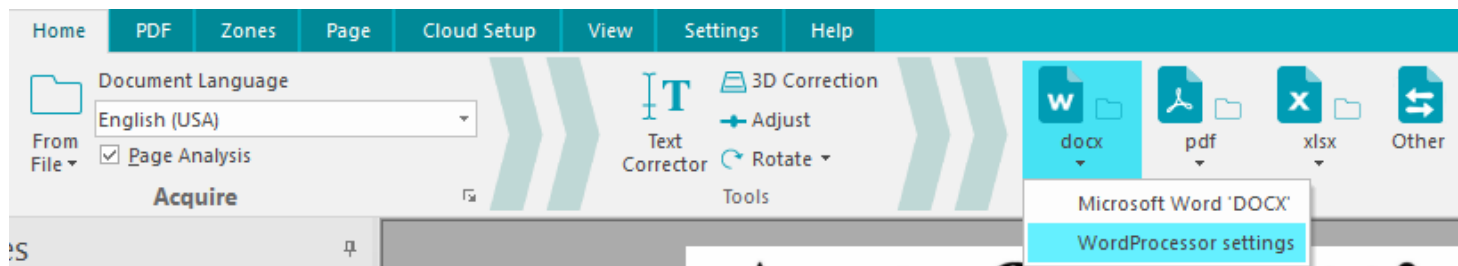 Home PDF Zones Page Cloud Setup View Settings Help
Document Language
English (USA)
Page Analysis
From
File
Acquire
Text
Corrector
3D Correction
Adjust
Rotate
Tools
W
docx
pdf
X
xlsx
Other
Microsoft Word 'DOCX'
WordProcessor settings
es